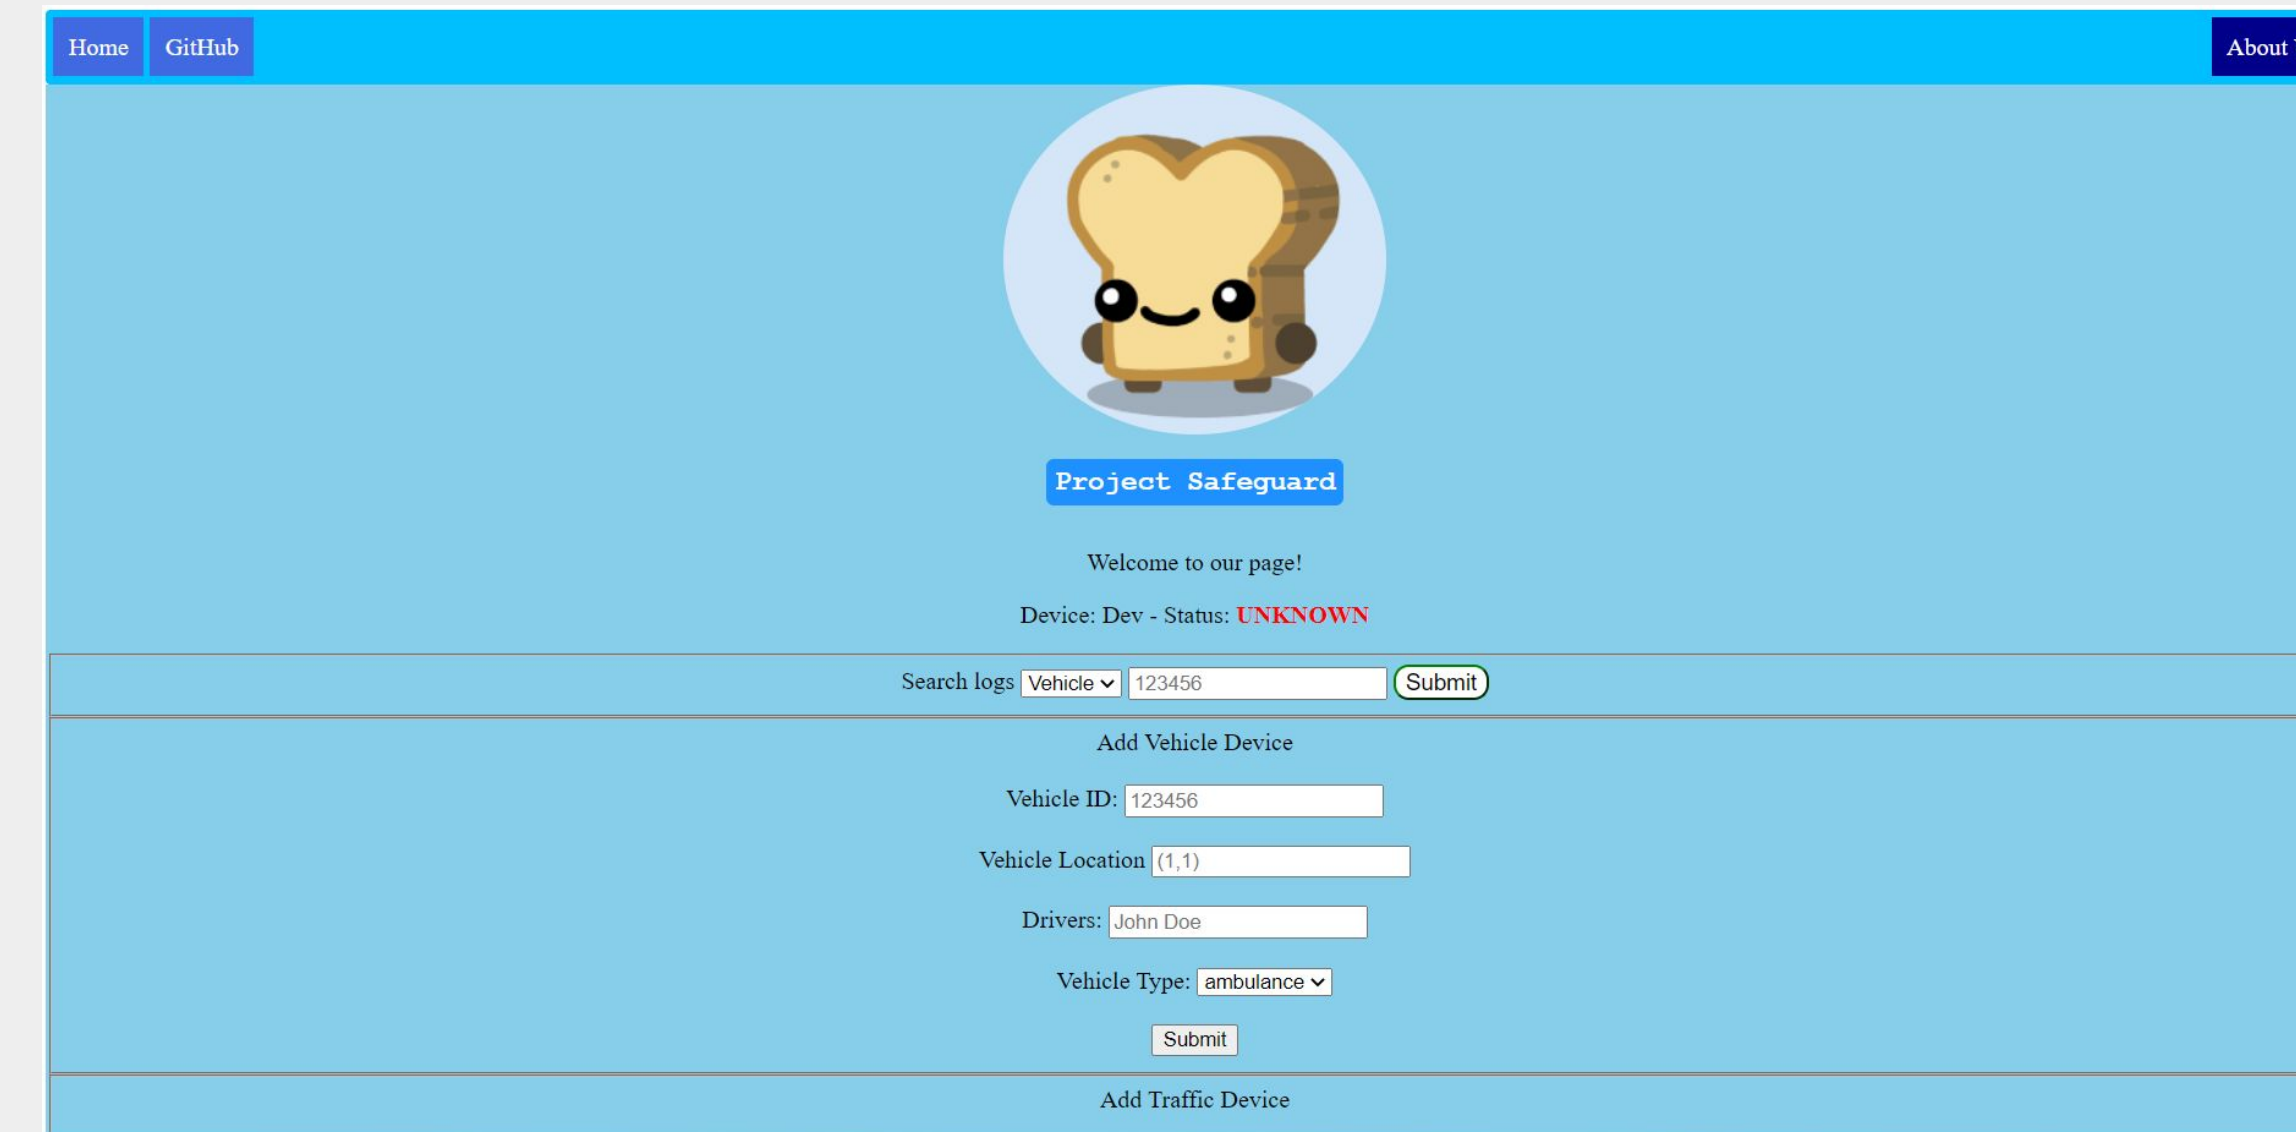 Home GitHub About
Project Safeguard
Welcome to our page!
Device: Dev - Status: UNKNOWN
Search logs Vehicle 123456 Submit
Add Vehicle Device
Vehicle ID: 123456
Vehicle Location (1,1)
Drivers: John Doe
Vehicle Type: ambulance
Submit
Add Traffic Device